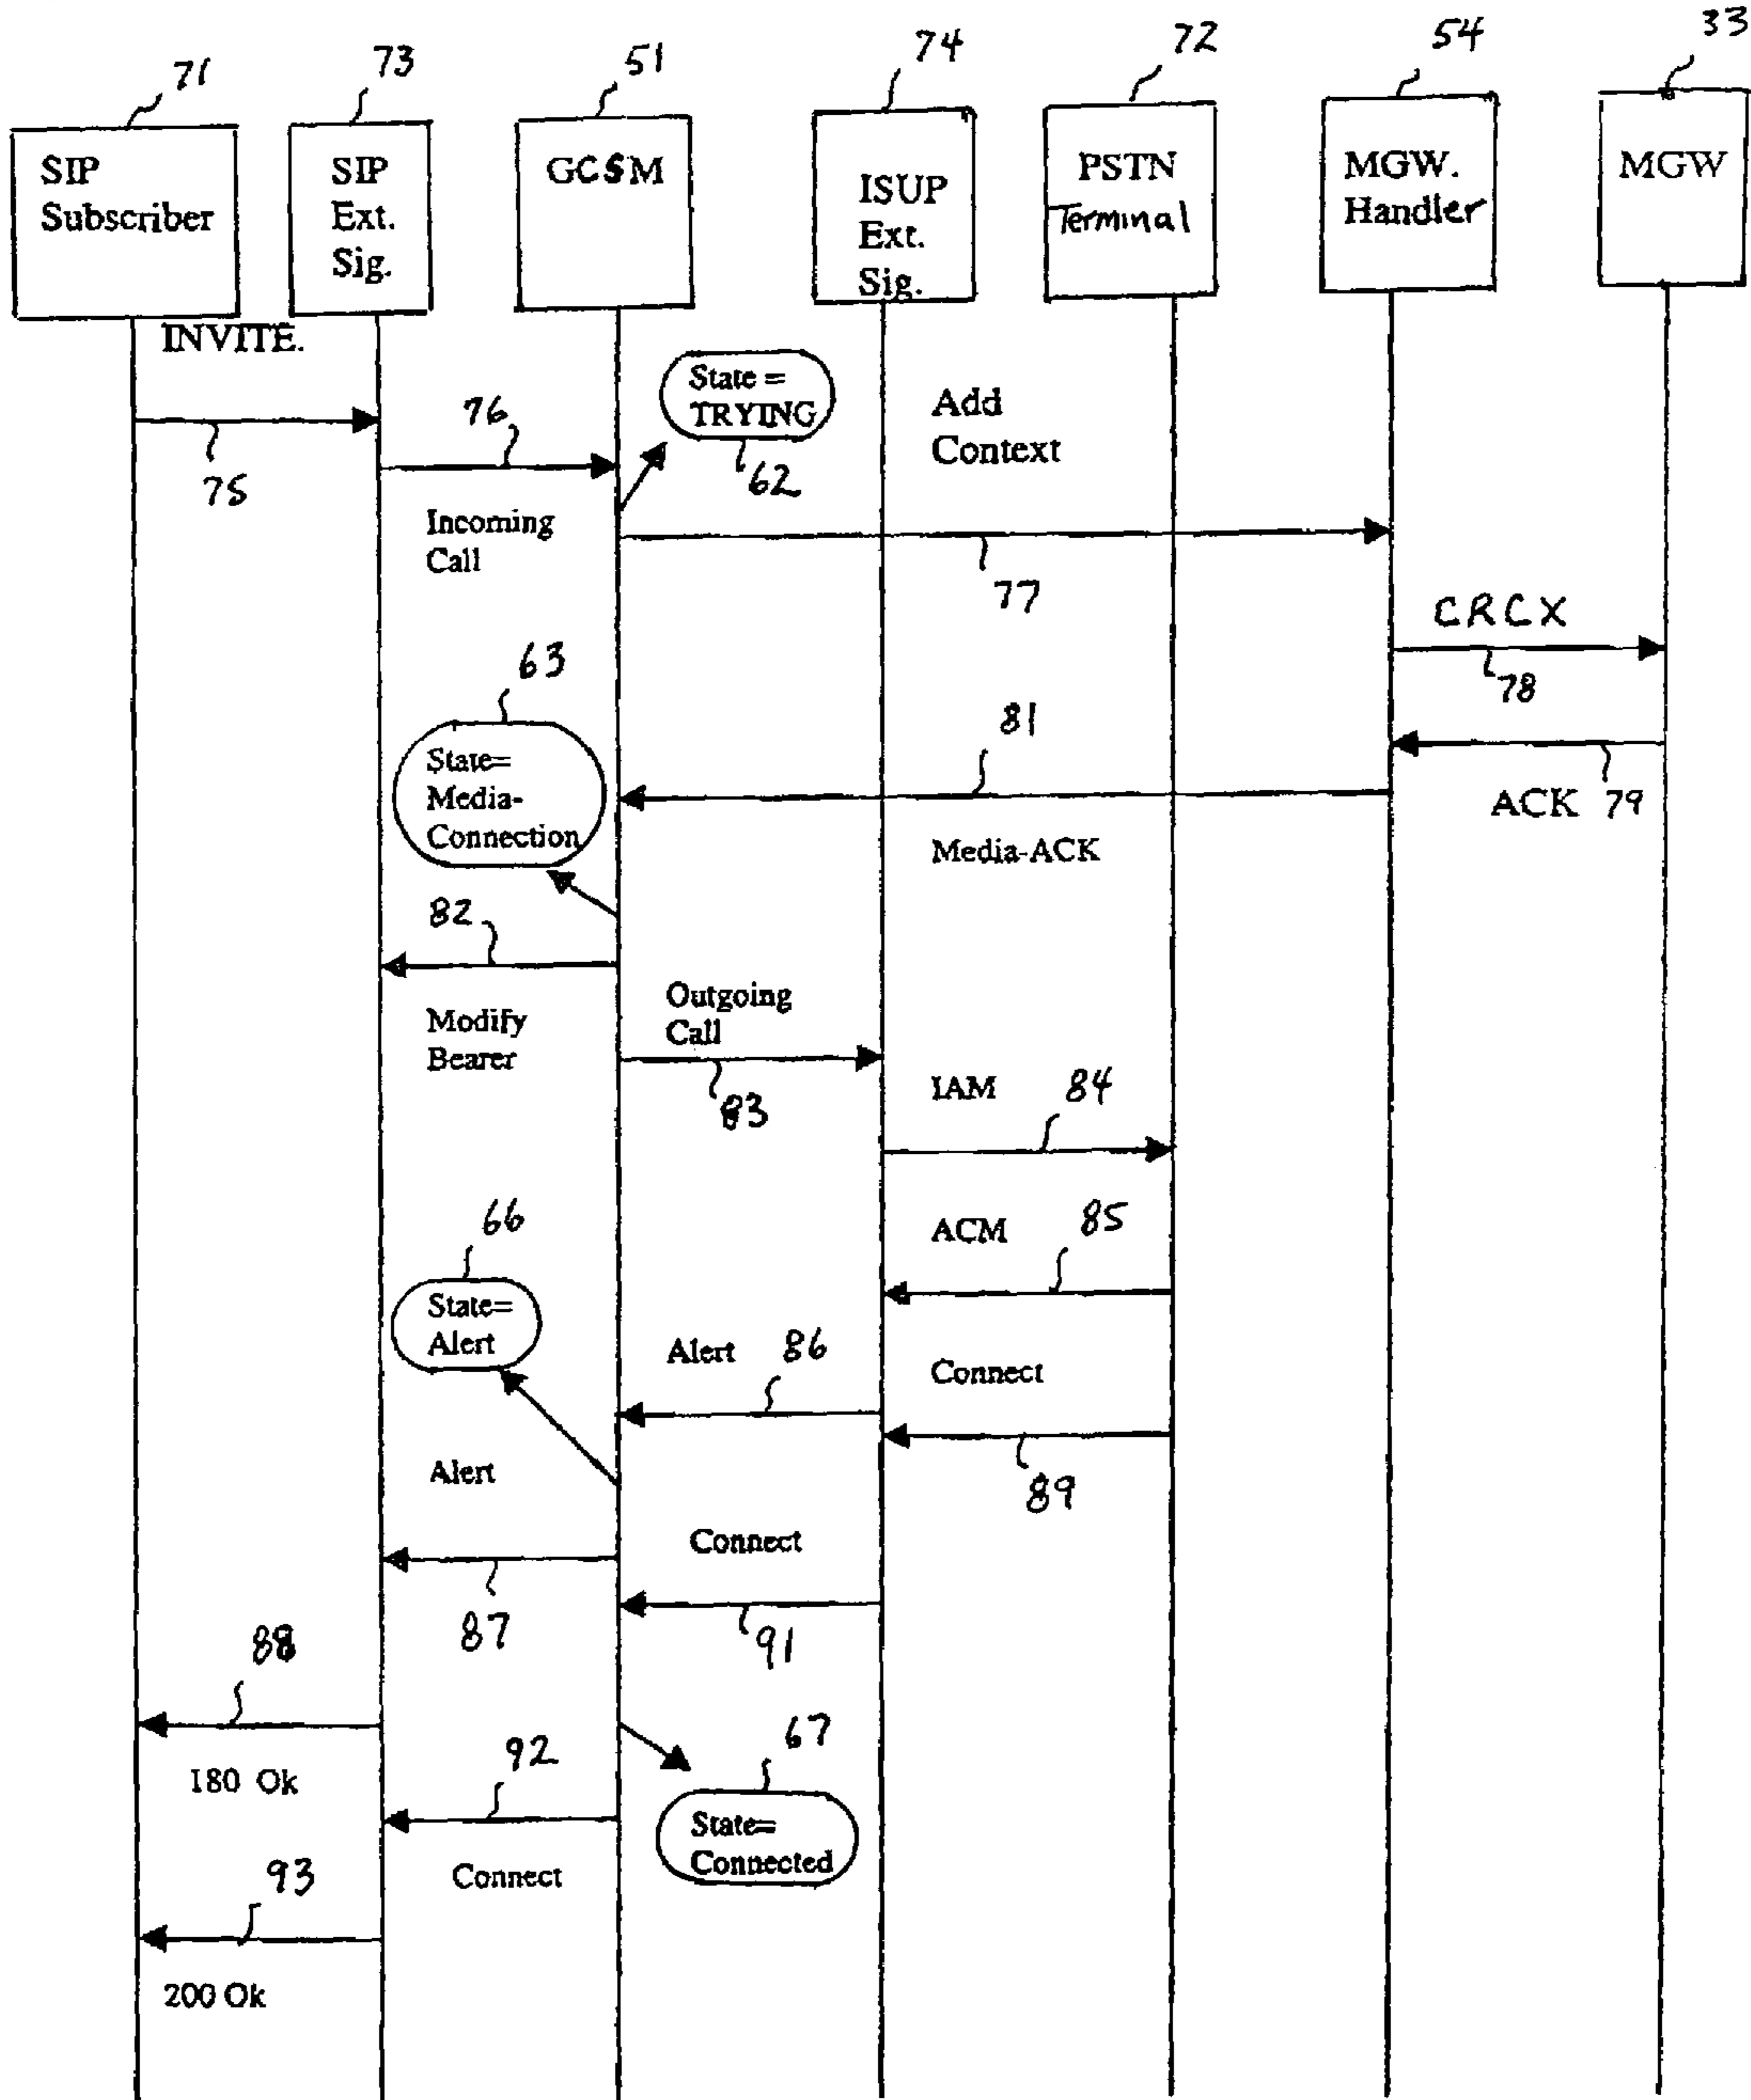 71
73
51
74
72
54
33
SIP
Subscriber
SIP
Ext.
Sig.
GCSM
ISUP
Ext.
Sig.
PSTN
Terminal
MGW.
Handler
MGW
INVITE.
75
76
State =
TRYING
62
Add
Context
Incoming
Call
77
CRCX
78
63
State=
Media-
Connection
81
ACK 79
Media-ACK
82
Modify
Bearer
Outgoing
Call
83
IAM 84
66
State=
Alert
ACM 85
Alert 86
Connect
89
Alert
87
Connect
91
88
180 Ok
92
67
State=
Connected
Connect
93
200 Ok